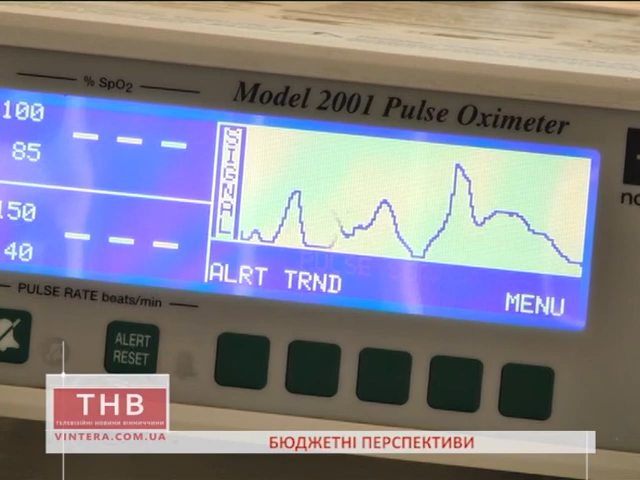 % SpO2
Model 2001 Pulse Oximeter
100
85
---
SIGNAL
150
40
---
ALRT TRND
MENU
PULSE RATE beats/min
ALERT
RESET
ТНВ
ТЕЛЕВІЗІЙНІ НОВИНИ ВІННИЧЧИНИ
VINTERA.COM.UA
БЮДЖЕТНІ ПЕРСПЕКТИВИ